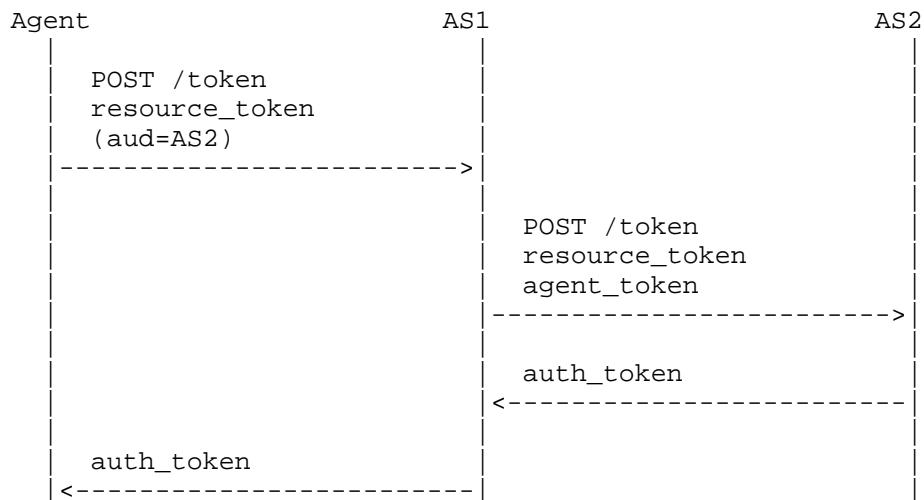 Agent AS1 AS2
POST /token
resource_token
(aud=AS2)
POST /token
resource_token
agent_token
auth_token
auth_token